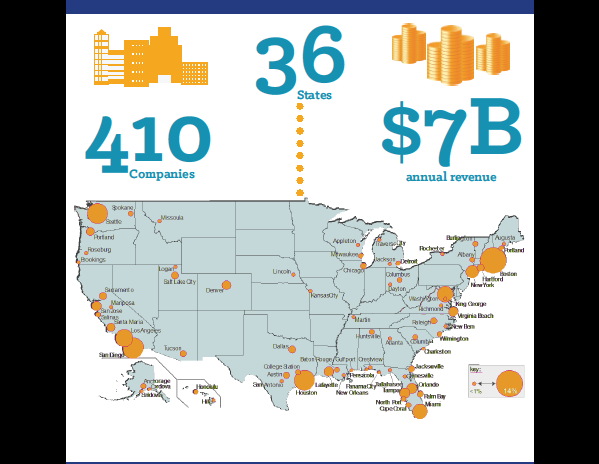 36
States
410
Companies
$7B
annual revenue
Spokane
Seattle
Missoula
Portland
Roseburg
Brookings
Logan
Salt Lake City
Sacramento
Mariposa
San Jose
Salinas
Santa Maria
Los Angeles
San Diego
Tucson
Denver
Lincoln
Kansas City
Dallas
College Station
Austin
San Antonio
Houston
Baton Rouge
Gulfport
Crestview
Lafayette
New Orleans
Panama City
Pensacola
Tallahassee
Tampa
North Port
Cape Coral
Miami
Palm Bay
Orlando
Gainesville
Jacksonville
Charleston
Columbia
Atlanta
Huntsville
Martin
Wilmington
New Bern
Raleigh
Virginia Beach
Richmond
King George
Washington
New York
Hartford
Boston
Albany
Portland
Augusta
Burlington
Rochester
Columbus
Dayton
Detroit
Jackson
Traverse City
Appleton
Milwaukee
Chicago
Anchorage
Cordova
Seldovia
Honolulu
Hilo
key:
<1%
14%